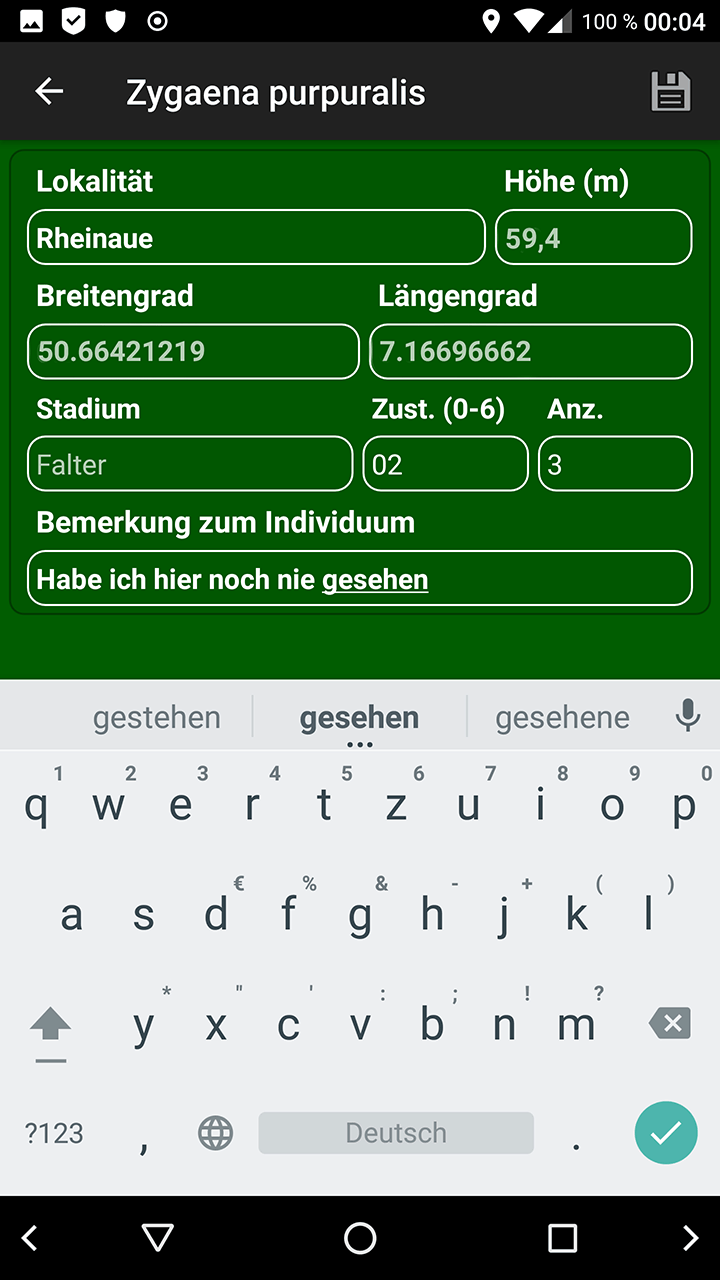 100 % 00:04
Zygaena purpuralis
Lokalität Höhe (m)
Rheinaue 59,4
Breitengrad Längengrad
50.66421219 7.16696662
Stadium Zust. (0-6) Anz.
Falter 02 3
Bemerkung zum Individuum
Habe ich hier noch nie gesehen
gestehen gesehen gesehene
1 2 3 4 5 6 7 8 9 0
q w e r t z u i o p
€ % & - + ( )
a s d f g h j k l
* " ' : ; ! ?
y x c v b n m
?123 , Deutsch .